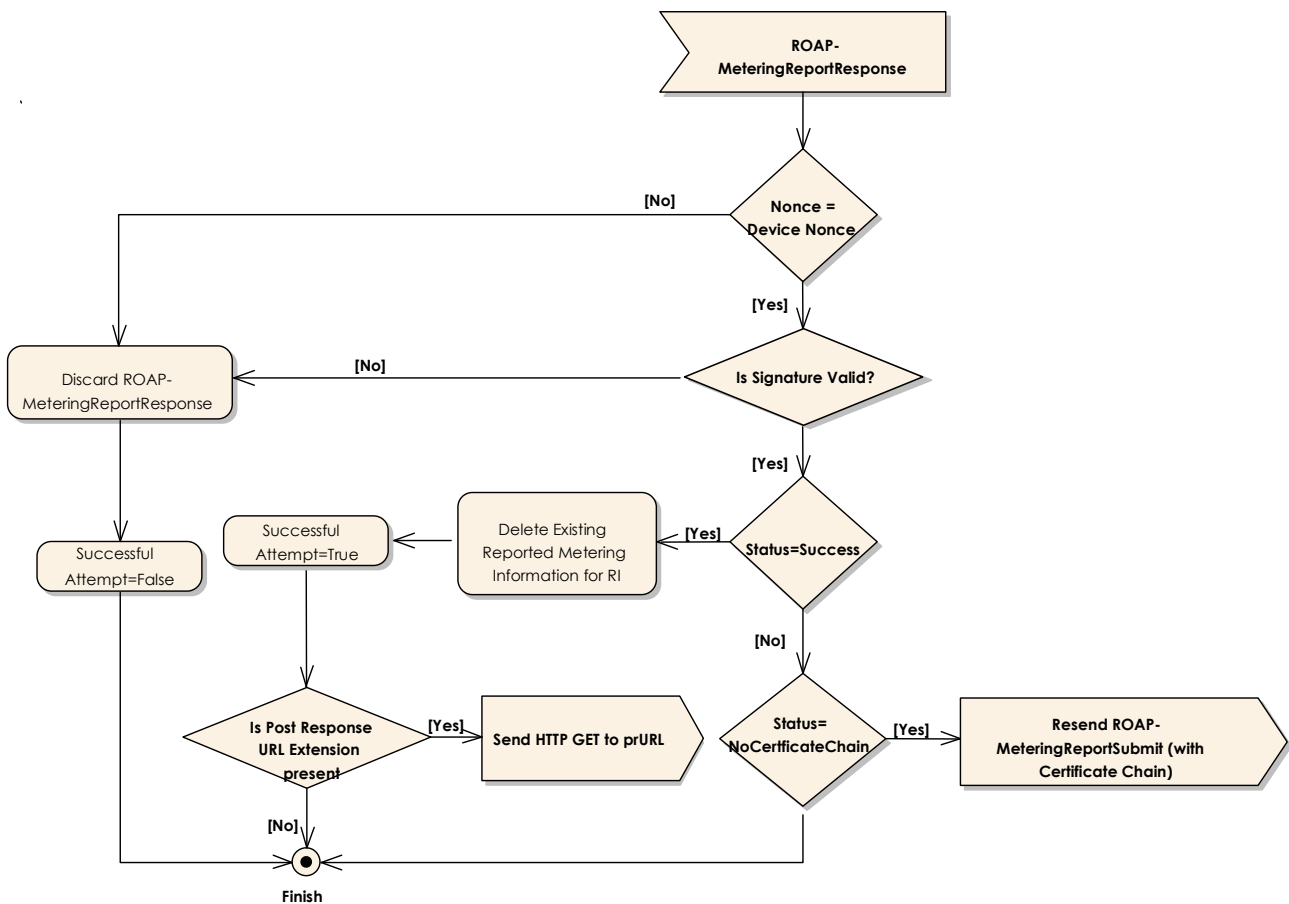 ROAP-
MeteringReportResponse
[No]
Nonce =
Device Nonce
[Yes]
[No]
Is Signature Valid?
Discard ROAP-
MeteringReportResponse
[Yes]
Successful
Attempt=False
Successful
Attempt=True
Delete Existing
Reported Metering
Information for RI
[Yes]
Status=Success
[No]
Is Post Response
URL Extension
present
[Yes]
Send HTTP GET to prURL
Status=
NoCertficateChain
[Yes]
Resend ROAP-
MeteringReportSubmit (with
Certificate Chain)
[No]
Finish